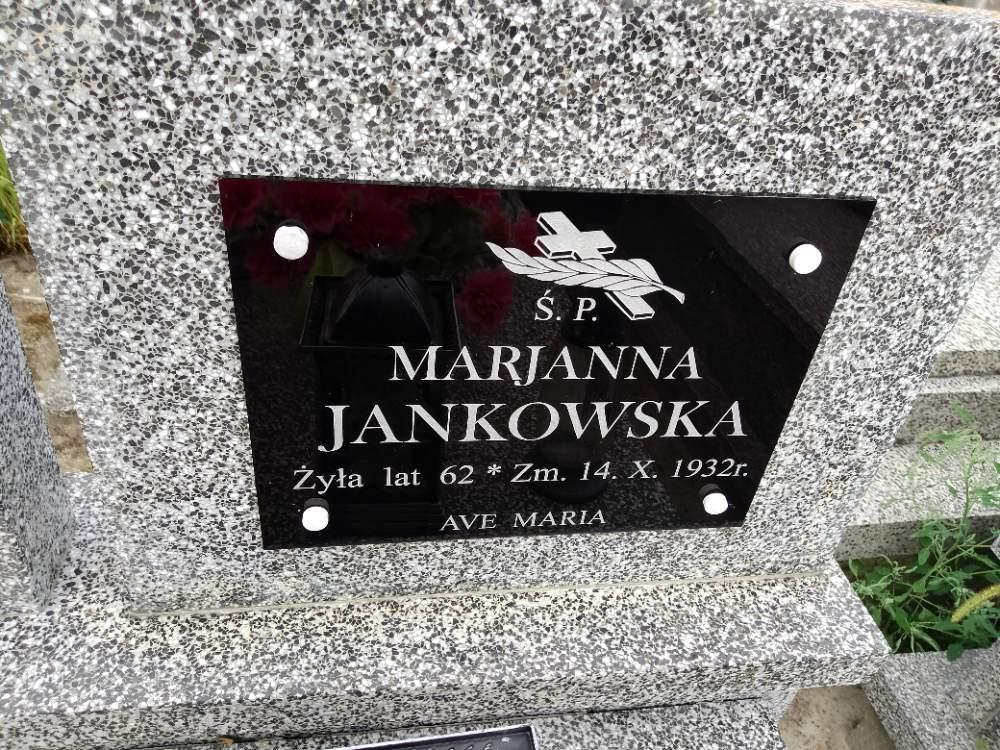 Ś. P.
MARJANNA
JANKOWSKA
Żyła lat 62 * Zm. 14. X. 1932r.
AVE MARIA